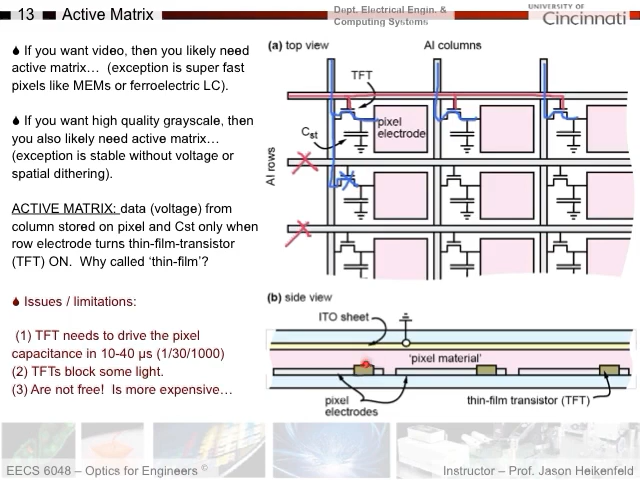 13 Active Matrix
Dept. Electrical Engin. &
Computing Systems
UNIVERSITY OF
Cincinnati
If you want video, then you likely need
active matrix… (exception is super fast
pixels like MEMs or ferroelectric LC).
If you want high quality grayscale, then
you also likely need active matrix…
(exception is stable without voltage or
spatial dithering).
ACTIVE MATRIX: data (voltage) from
column stored on pixel and Cst only when
row electrode turns thin-film-transistor
(TFT) ON. Why called ‘thin-film’?
Issues / limitations:
(1) TFT needs to drive the pixel
capacitance in 10-40 µs (1/30/1000)
(2) TFTs block some light.
(3) Are not free! Is more expensive…
(a) top view
Al columns
TFT
Cst
pixel
electrode
Al rows
(b) side view
ITO sheet
‘pixel material’
pixel
electrodes
thin-film transistor (TFT)
EECS 6048 – Optics for Engineers ©
Instructor – Prof. Jason Heikenfeld